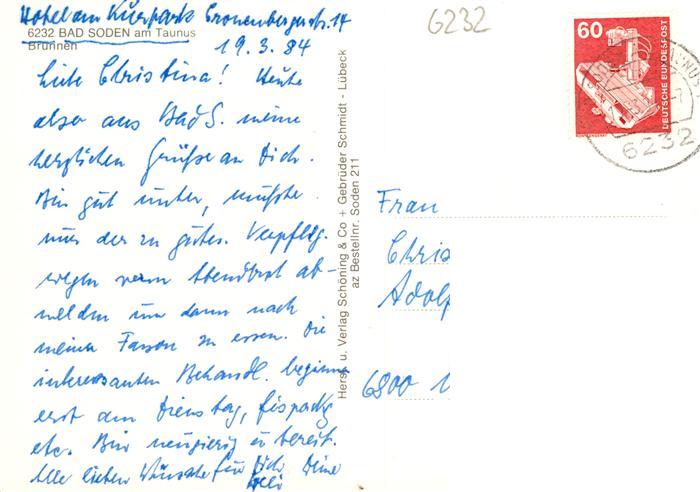 Hotel am Kurpark Cronenbergerstr. 14
6232 BAD SODEN am Taunus
Brunnen
19.3.84
Liebe Christina! Heute
also aus Bad S. meine
herzlichen Grüße an Dich.
Bin gut unter, mußte
nur der zu guten Verpfleg.
wegen vom Abendbrot ab-
melden um dann nach
meiner Fasson zu essen. Die
interessanten Behandl. beginnen
erst am Dienstag, Eispackg
etc. Bin neugierig u bereit.
Alle lieben Wünsche für Dich Deine
Hersg. u. Verlag Schöning & Co + Gebrüder Schmidt - Lübeck
az Bestellnr. Soden 211
6232
60
DEUTSCHE BUNDESPOST
6232
Frau
Chris
Adolf
6800